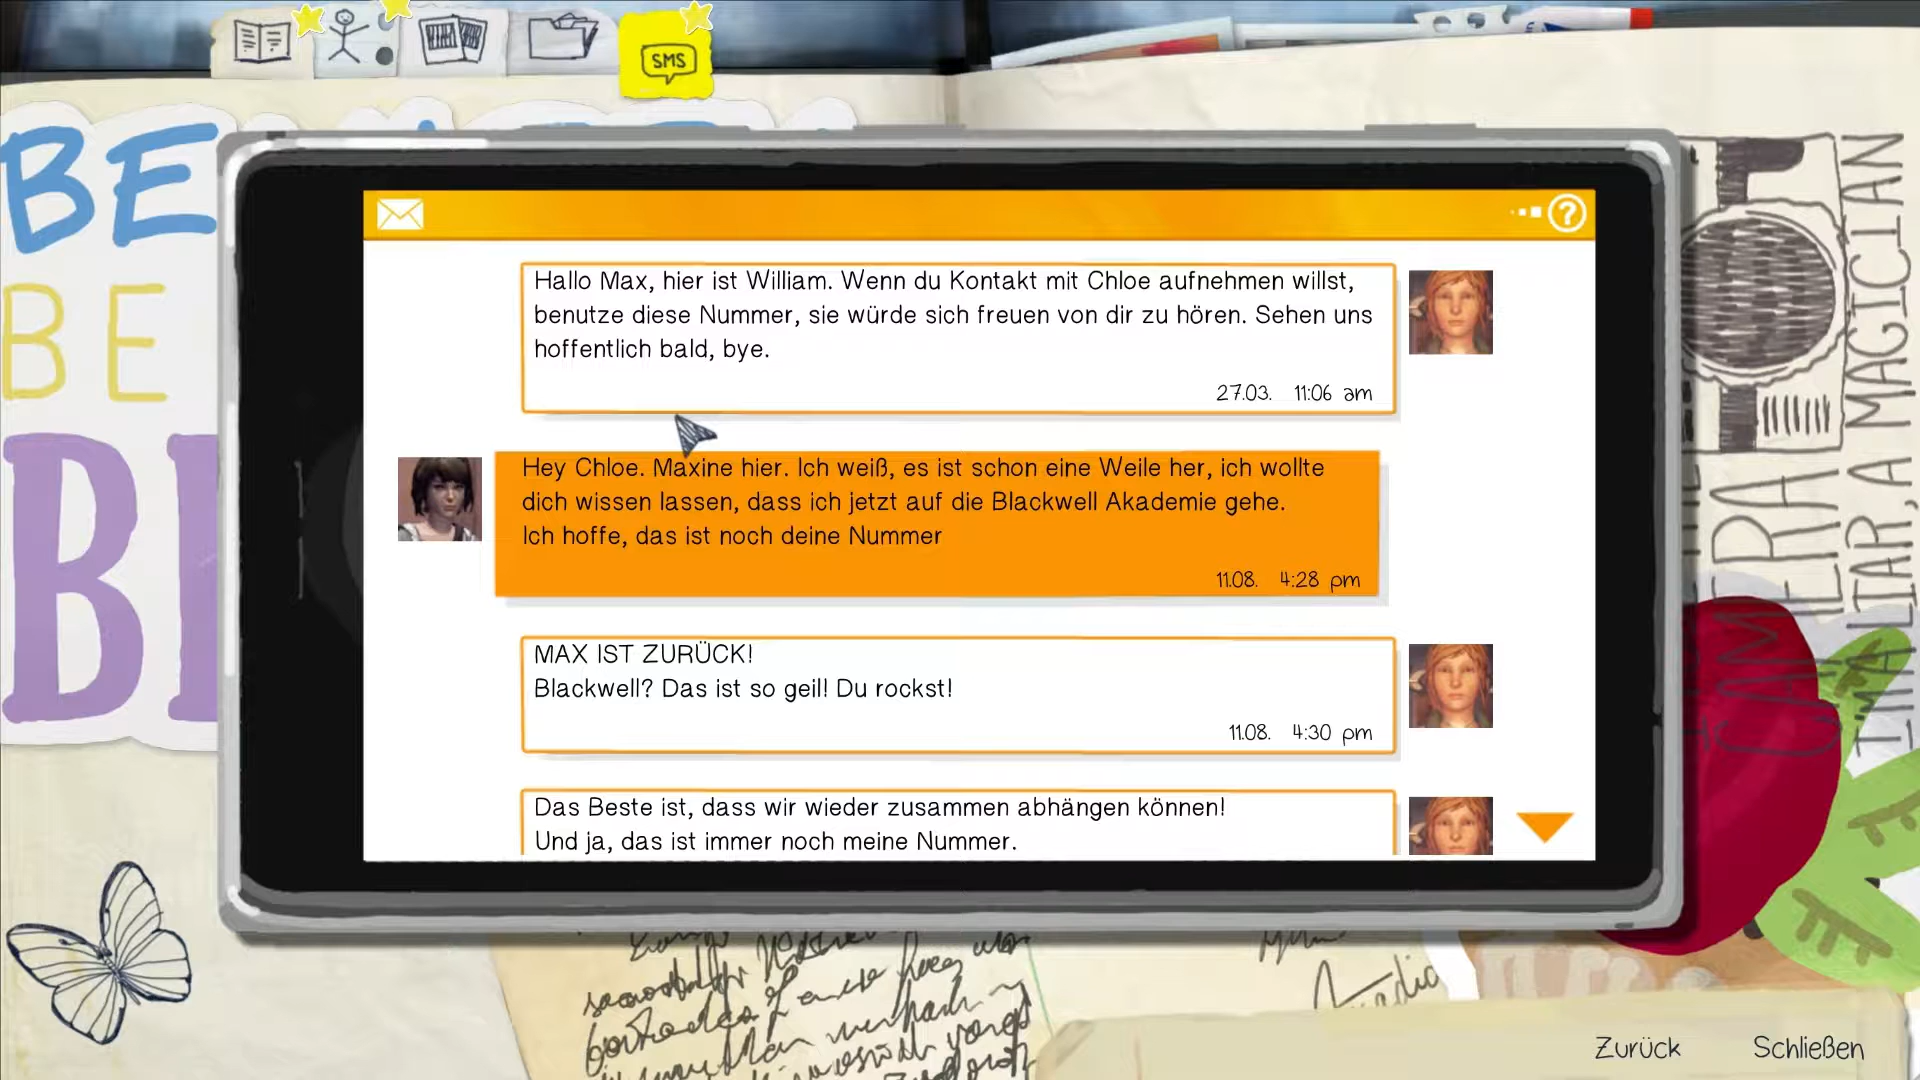 SMS
BE
BE
Hallo Max, hier ist William. Wenn du Kontakt mit Chloe aufnehmen willst,
benutze diese Nummer, sie würde sich freuen von dir zu hören. Sehen uns
hoffentlich bald, bye.
27.03. 11:06 am
Hey Chloe. Maxine hier. Ich weiß, es ist schon eine Weile her, ich wollte
dich wissen lassen, dass ich jetzt auf die Blackwell Akademie gehe.
Ich hoffe, das ist noch deine Nummer
11.08. 4:28 pm
MAX IST ZURÜCK!
Blackwell? Das ist so geil! Du rockst!
11.08. 4:30 pm
Das Beste ist, dass wir wieder zusammen abhängen können!
Und ja, das ist immer noch meine Nummer.
CAMERA
LIAR, A MAGICIAN
Zurück
Schließen